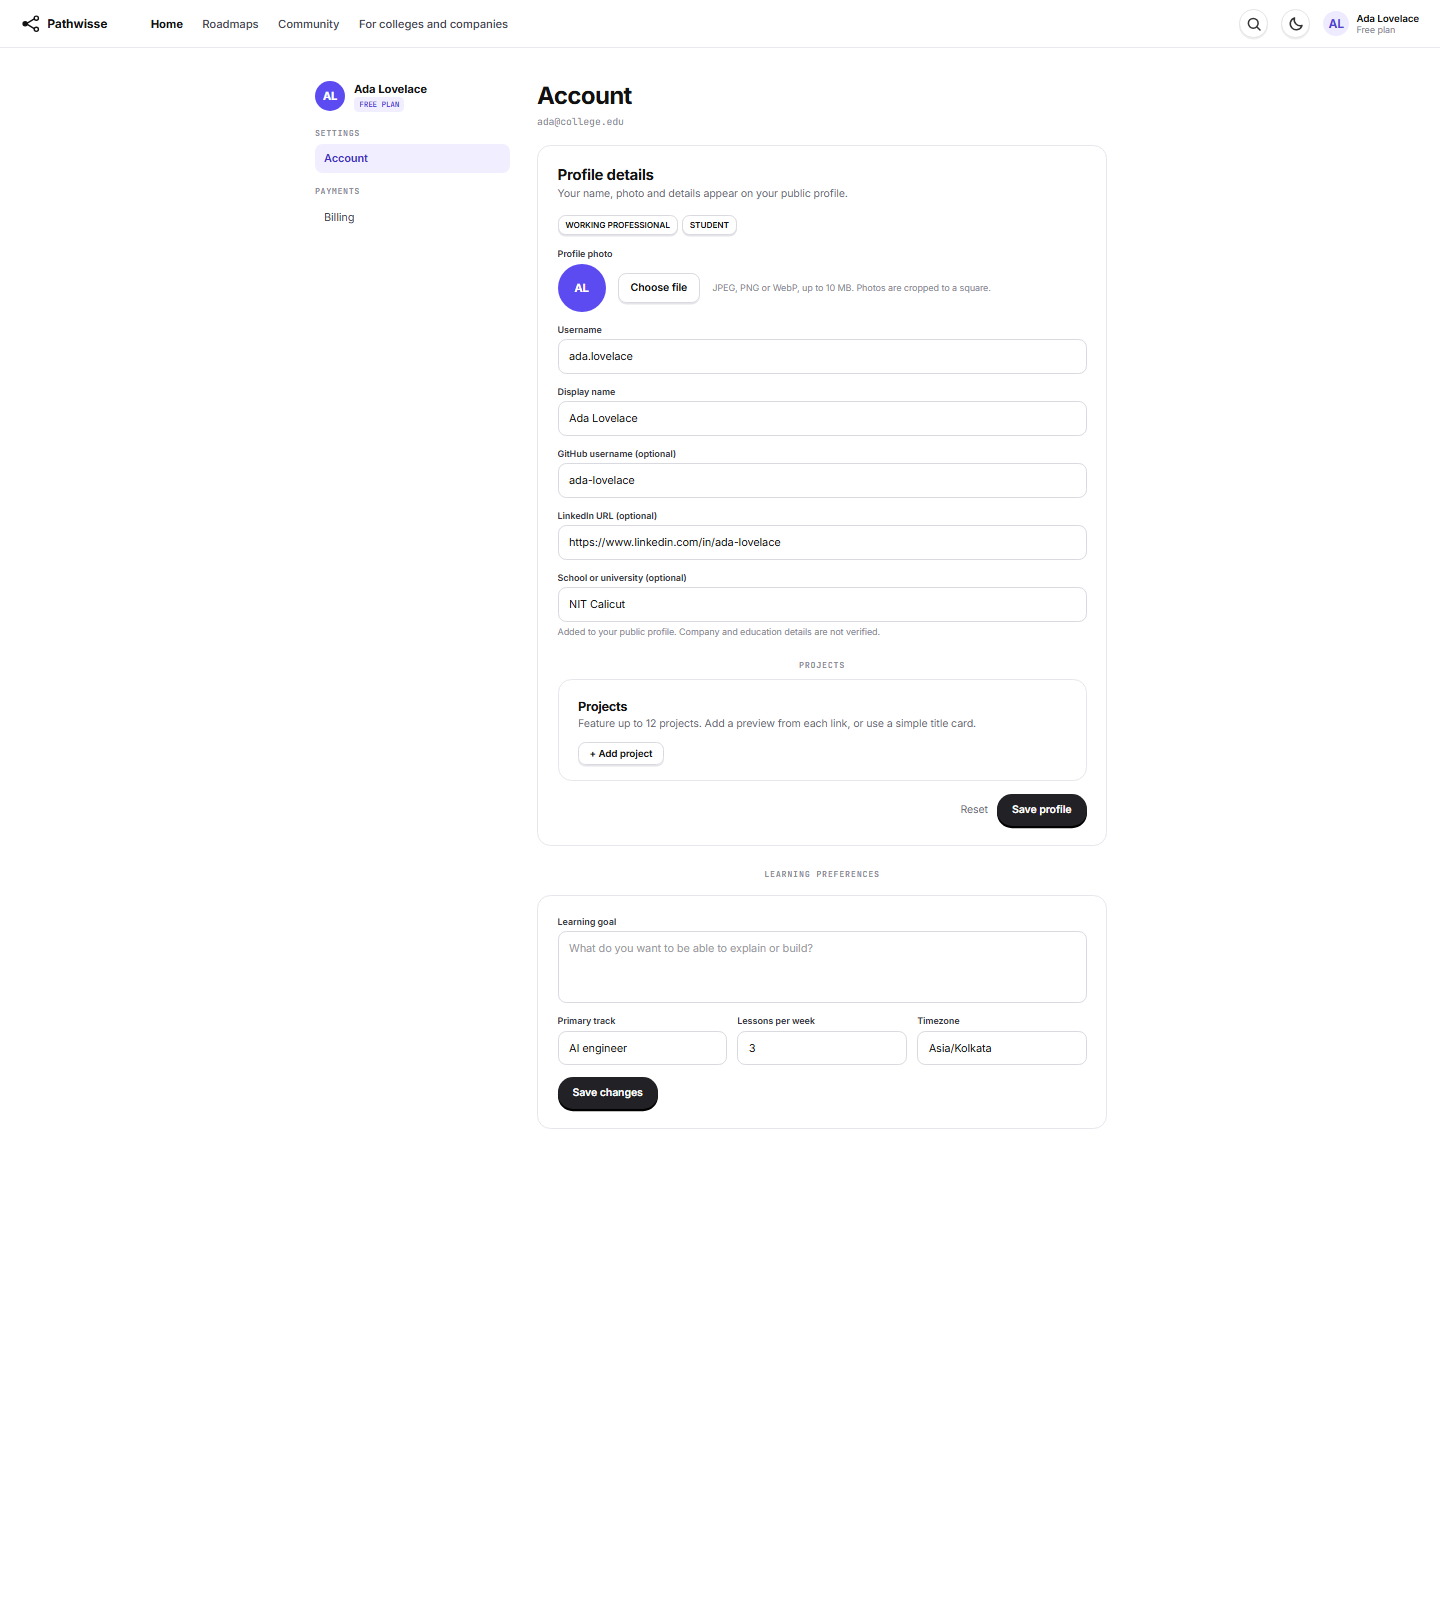 Pathwisse
Home
Roadmaps
Community
For colleges and companies
AL
Ada Lovelace
Free plan
AL
Ada Lovelace
FREE PLAN
SETTINGS
Account
PAYMENTS
Billing
Account
ada@college.edu
Profile details
Your name, photo and details appear on your public profile.
WORKING PROFESSIONAL
STUDENT
Profile photo
AL
Choose file
JPEG, PNG or WebP, up to 10 MB. Photos are cropped to a square.
Username
ada.lovelace
Display name
Ada Lovelace
GitHub username (optional)
ada-lovelace
LinkedIn URL (optional)
https://www.linkedin.com/in/ada-lovelace
School or university (optional)
NIT Calicut
Added to your public profile. Company and education details are not verified.
PROJECTS
Projects
Feature up to 12 projects. Add a preview from each link, or use a simple title card.
+ Add project
Reset
Save profile
LEARNING PREFERENCES
Learning goal
What do you want to be able to explain or build?
Primary track
Lessons per week
Timezone
AI engineer
3
Asia/Kolkata
Save changes